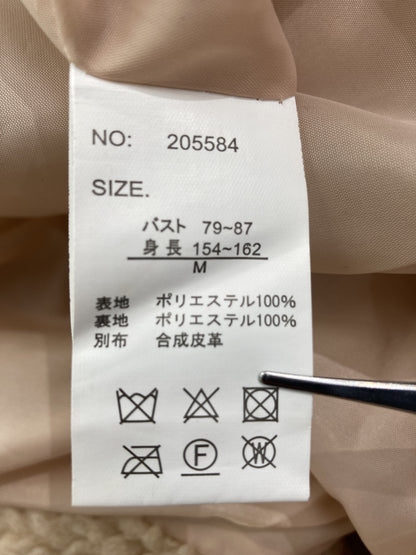 NO: 205584
SIZE.
バスト 79~87
身長 154~162
M
表地 ポリエステル100%
裏地 ポリエステル100%
別布 合成皮革
F W